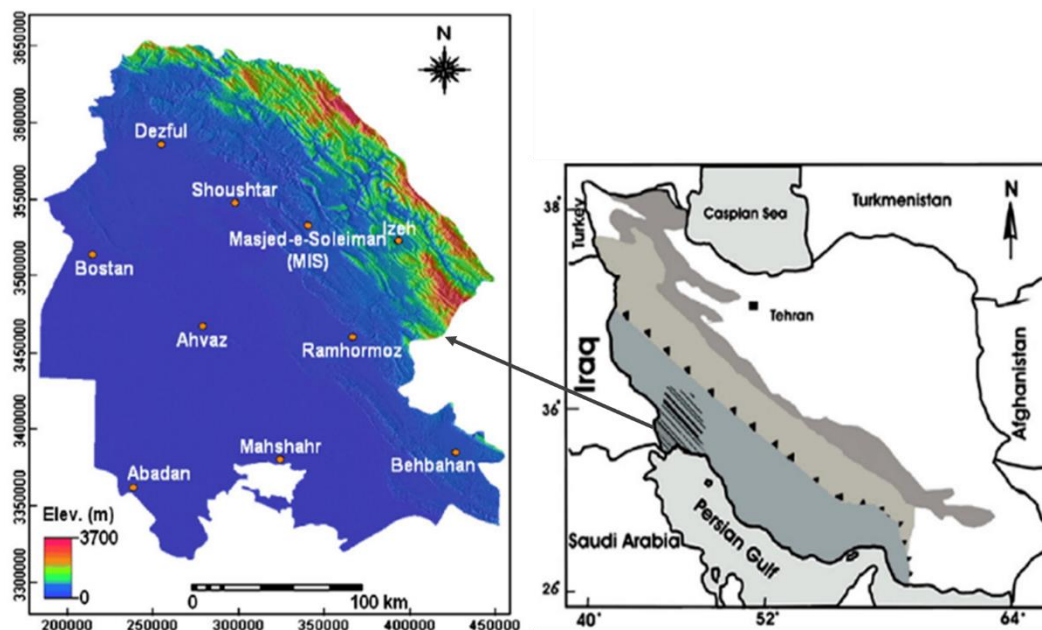 3650000
N
3600000
Dezful
3550000
Shoushtar
Masjed-e-Soleiman
(MIS)
Izeh
3500000
Bostan
Ahvaz
3450000
Ramhormoz
3400000
Mahshahr
Behbahan
Abadan
3350000
Elev. (m)
3700
0
3300000
0
100 km
200000
250000
300000
350000
400000
450000
38°
Turkey
Caspian Sea
Turkmenistan
N
Tehran
Iraq
36°
Afghanistan
Saudi Arabia
Persian Gulf
26°
40°
52°
64°